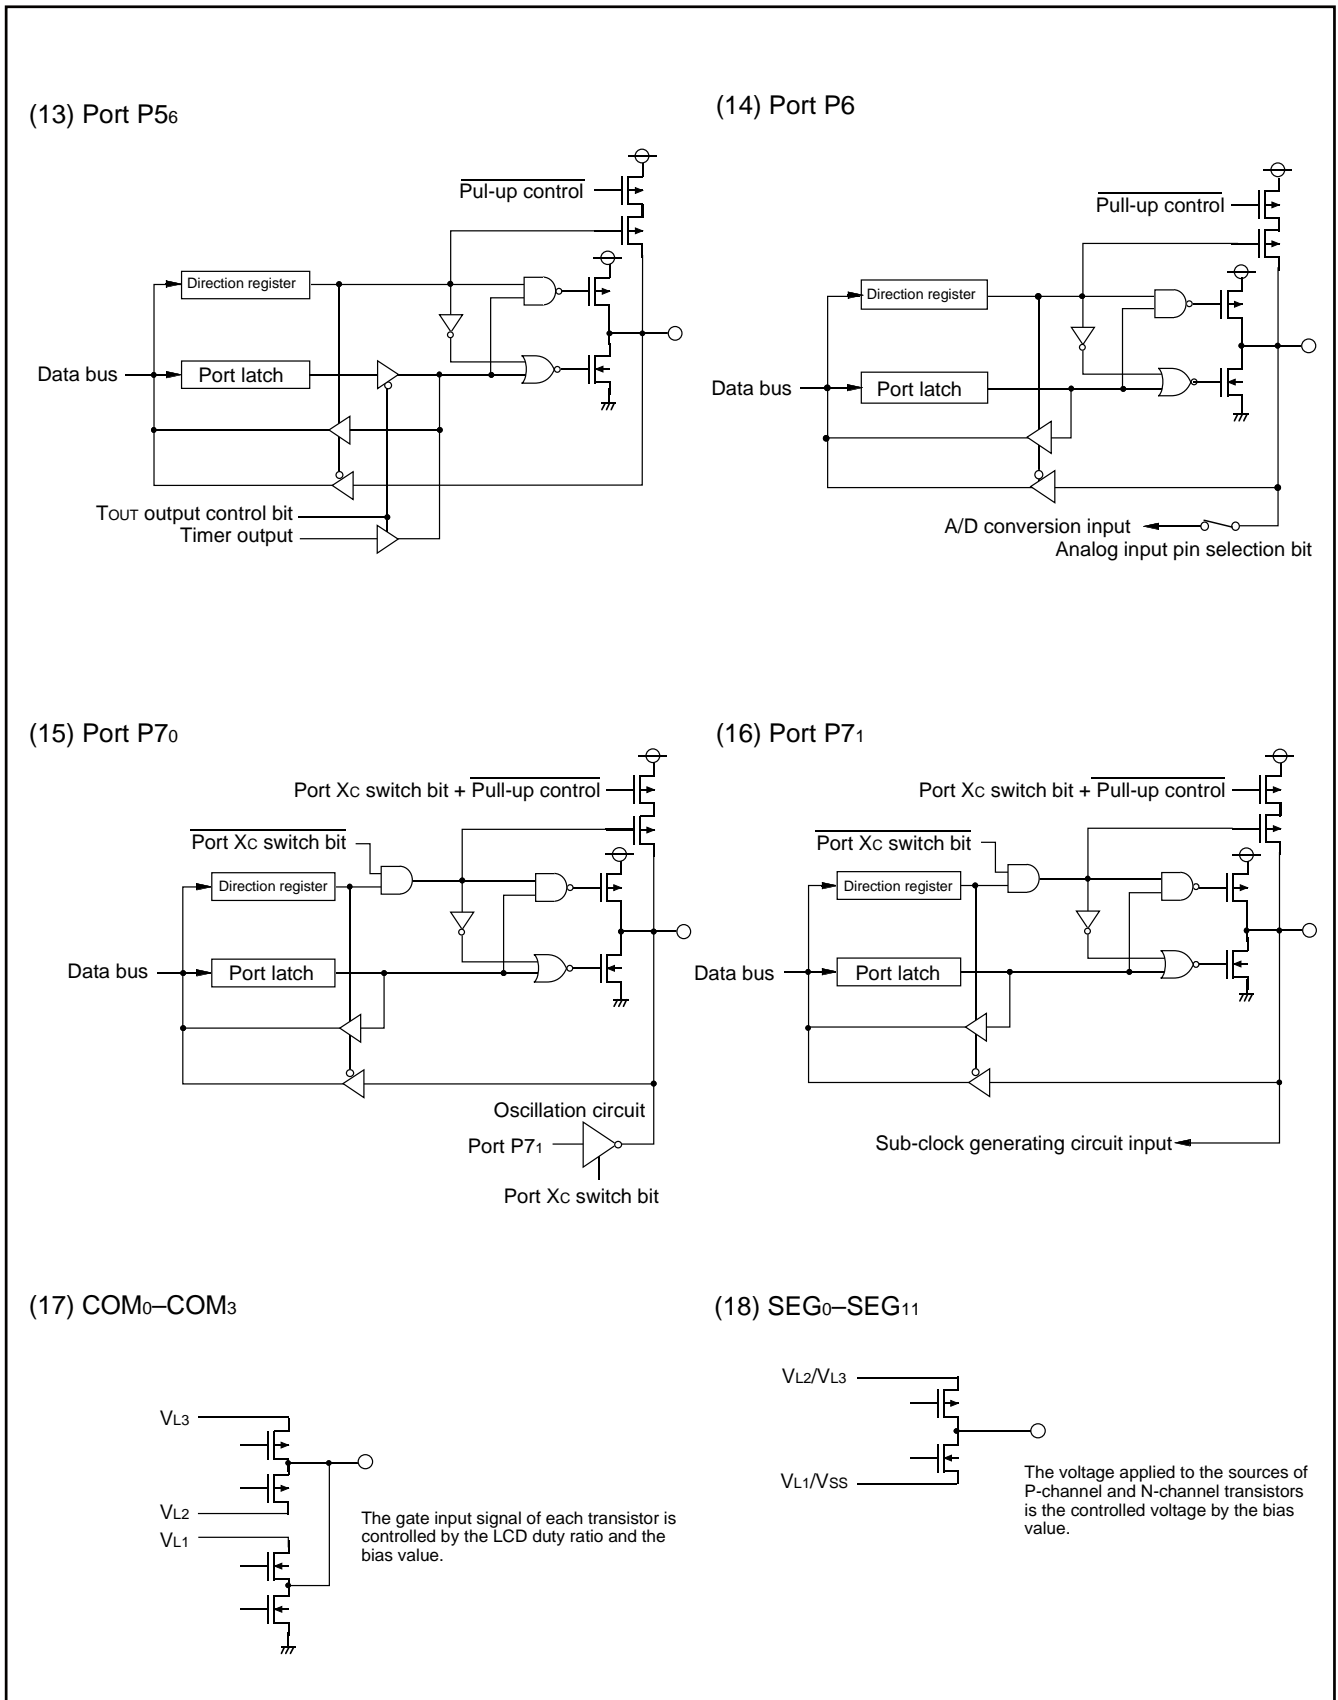 (13) Port P56
Pul-up control
Direction register
Data bus
Port latch
TOUT output control bit
Timer output
(14) Port P6
Pull-up control
Direction register
Data bus
Port latch
A/D conversion input
Analog input pin selection bit
(15) Port P70
Port XC switch bit + Pull-up control
Port XC switch bit
Direction register
Data bus
Port latch
Oscillation circuit
Port P71
Port XC switch bit
(16) Port P71
Port XC switch bit + Pull-up control
Port XC switch bit
Direction register
Data bus
Port latch
Sub-clock generating circuit input
(17) COM0–COM3
VL3
VL2
VL1
The gate input signal of each transistor is
controlled by the LCD duty ratio and the
bias value.
(18) SEG0–SEG11
VL2/VL3
VL1/VSS
The voltage applied to the sources of
P-channel and N-channel transistors
is the controlled voltage by the bias
value.